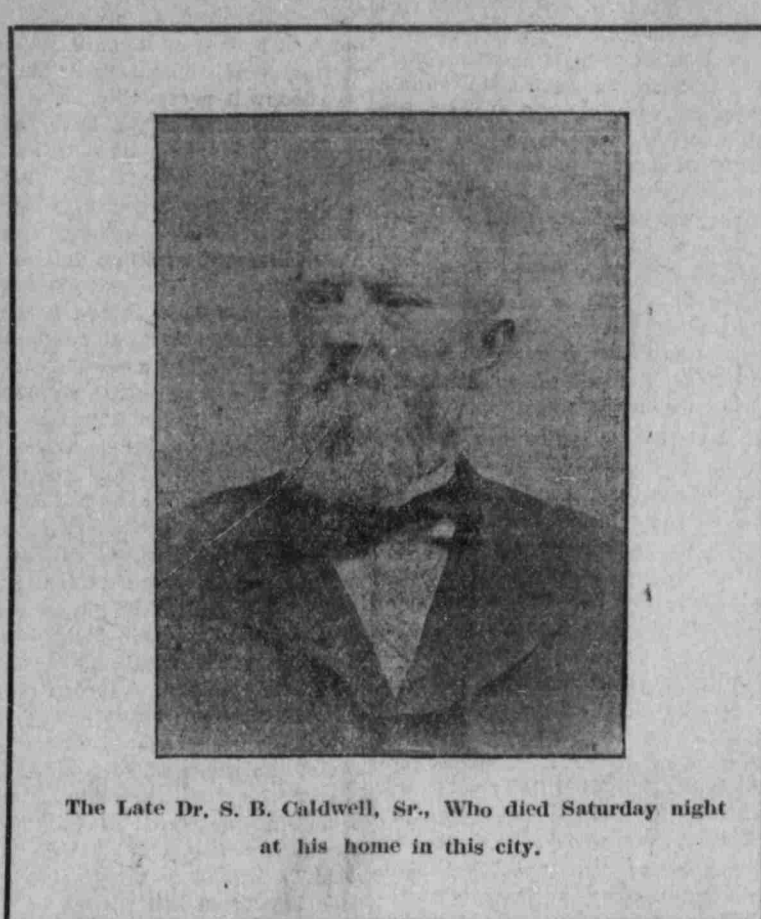 The Late Dr. S. B. Caldwell, Sr., Who died Saturday night
at his home in this city.